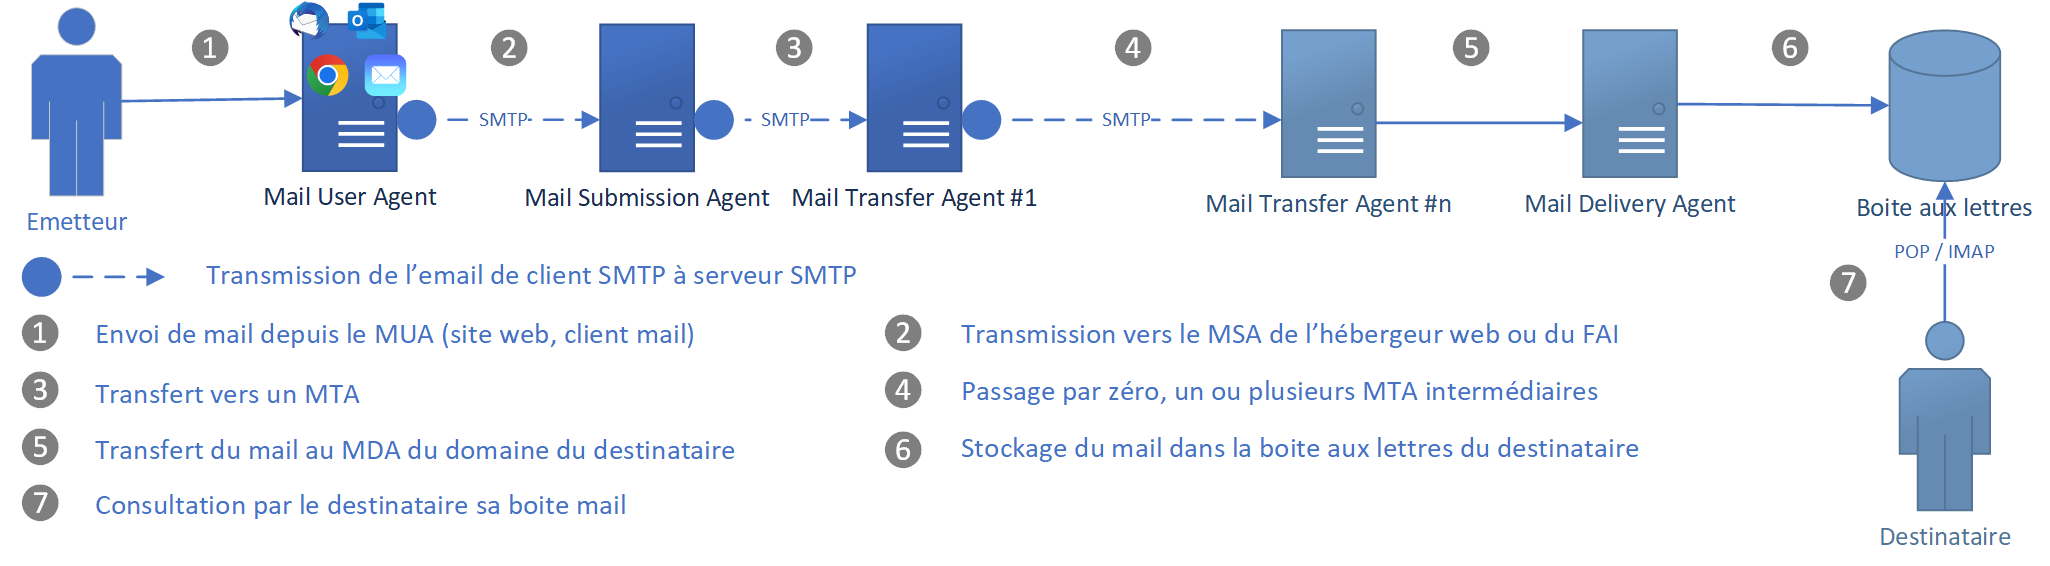 1 2 3 4 5 6
SMTP SMTP SMTP
Mail User Agent Mail Submission Agent Mail Transfer Agent #1 Mail Transfer Agent #n Mail Delivery Agent Boite aux lettres
Emetteur
POP / IMAP
Transmission de l’email de client SMTP à serveur SMTP
7
1 Envoi de mail depuis le MUA (site web, client mail)
2 Transmission vers le MSA de l’hébergeur web ou du FAI
3 Transfert vers un MTA
4 Passage par zéro, un ou plusieurs MTA intermédiaires
5 Transfert du mail au MDA du domaine du destinataire
6 Stockage du mail dans la boite aux lettres du destinataire
7 Consultation par le destinataire sa boite mail
Destinataire